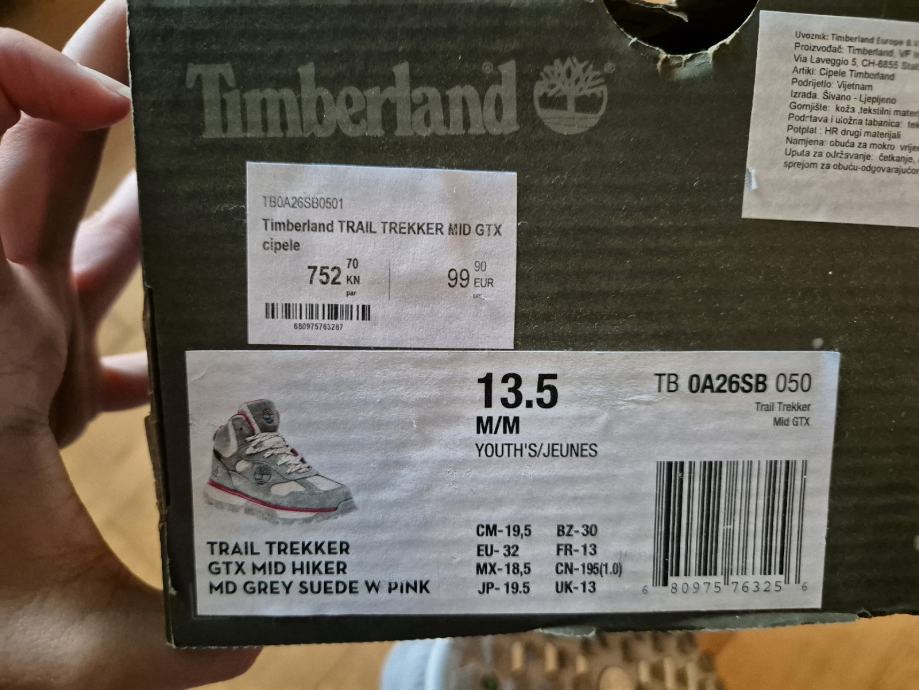 Timberland®
TB0A26SB0501
Timberland TRAIL TREKKER MID GTX
cipele
752 70 KN
par
99 90 EUR
680975763287
Uvoznik: Timberland Europe
Proizvođač: Timberland, VF
Via Laveggio 5, CH-6855
Artikl: Cipele Timberland
Podrijetlo: Vijetnam
Izrada: Šivano - Ljepljeno
Gornjište: koža ,tekstilni
Podstava i uložna tabanica:
Potplat : HR drugi materijali
Namjena: obuća za mokro
Uputa za održavanje: četkanje,
sprejom za obuću-
13.5
M/M
YOUTH'S/JEUNES
TB 0A26SB 050
Trail Trekker
Mid GTX
TRAIL TREKKER
GTX MID HIKER
MD GREY SUEDE W PINK
CM-19,5 BZ-30
EU- 32 FR-13
MX-18,5 CN-195(1.0)
JP- 19.5 UK-13
6 80975 76325 6